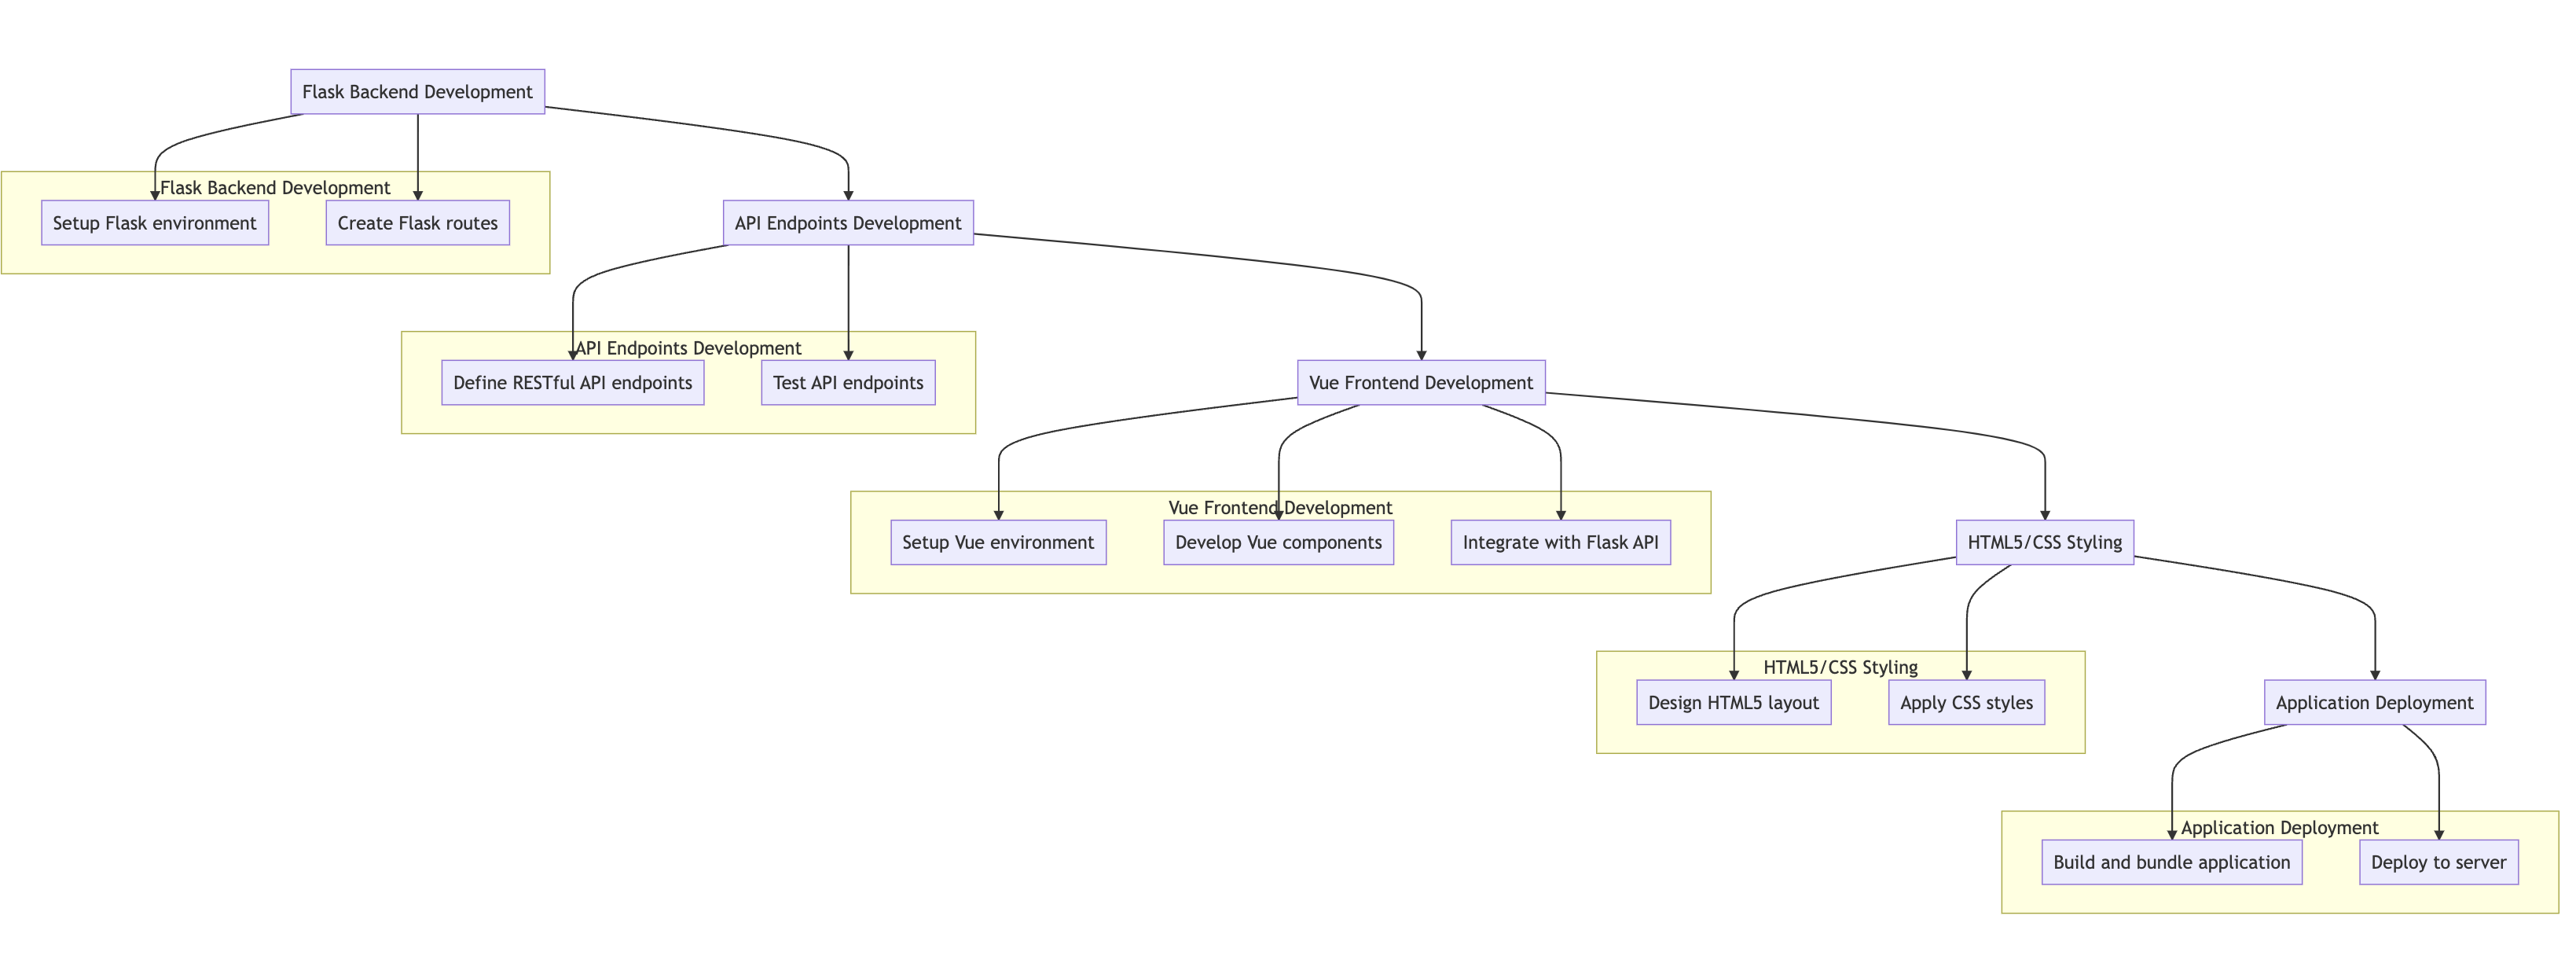 Flask Backend Development
Flask Backend Development
Setup Flask environment
Create Flask routes
API Endpoints Development
API Endpoints Development
Define RESTful API endpoints
Test API endpoints
Vue Frontend Development
Vue Frontend Development
Setup Vue environment
Develop Vue components
Integrate with Flask API
HTML5/CSS Styling
HTML5/CSS Styling
Design HTML5 layout
Apply CSS styles
Application Deployment
Application Deployment
Build and bundle application
Deploy to server